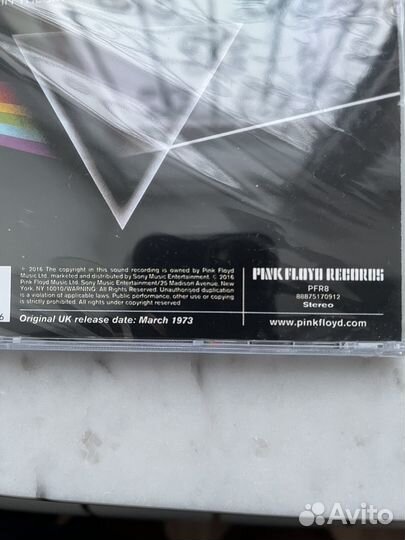 ℗ 2016 The copyright in this sound recording is owned by Pink Floyd
Music Ltd., marketed and distributed by Sony Music Entertainment. © 2016
Pink Floyd Music Ltd. Sony Music Entertainment/25 Madison Avenue, New
York, NY 10010/WARNING: All Rights Reserved. Unauthorised duplication
is a violation of applicable laws. Public performance, other use or copying
is strictly prohibited. All rights under copyright reserved
Original UK release date: March 1973
PINK FLOYD RECORDS
PFR8
88875170912
Stereo
www.pinkfloyd.com
6
Avito